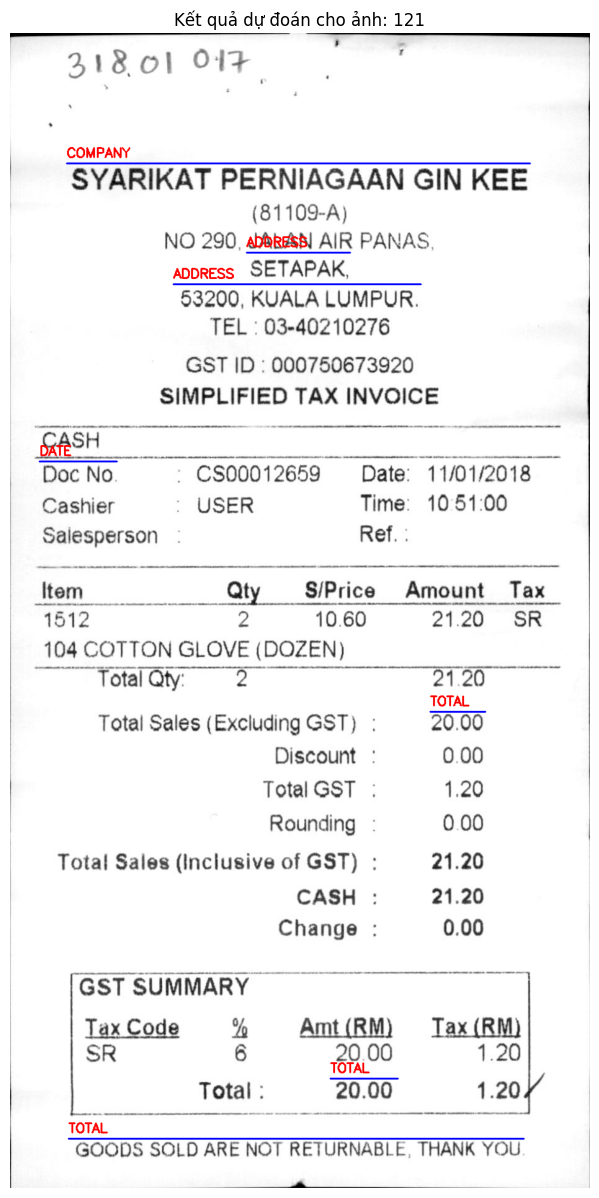 Kết quả dự đoán cho ảnh: 121
318.01 017
COMPANY
SYARIKAT PERNIAGAAN GIN KEE
(81109-A)
NO 290, JALAN AIR PANAS,
ADDRESS
SETAPAK,
ADDRESS
53200, KUALA LUMPUR.
TEL : 03-40210276
GST ID : 000750673920
SIMPLIFIED TAX INVOICE
CASH
DATE
Doc No. : CS00012659 Date: 11/01/2018
Cashier : USER Time: 10:51:00
Salesperson : Ref. :
Item Qty S/Price Amount Tax
1512 2 10.60 21.20 SR
104 COTTON GLOVE (DOZEN)
Total Qty: 2 21.20
TOTAL
Total Sales (Excluding GST) : 20.00
Discount : 0.00
Total GST : 1.20
Rounding : 0.00
Total Sales (Inclusive of GST) : 21.20
CASH : 21.20
Change : 0.00
GST SUMMARY
Tax Code % Amt (RM) Tax (RM)
SR 6 20.00 1.20
TOTAL
Total : 20.00 1.20
TOTAL
GOODS SOLD ARE NOT RETURNABLE, THANK YOU.